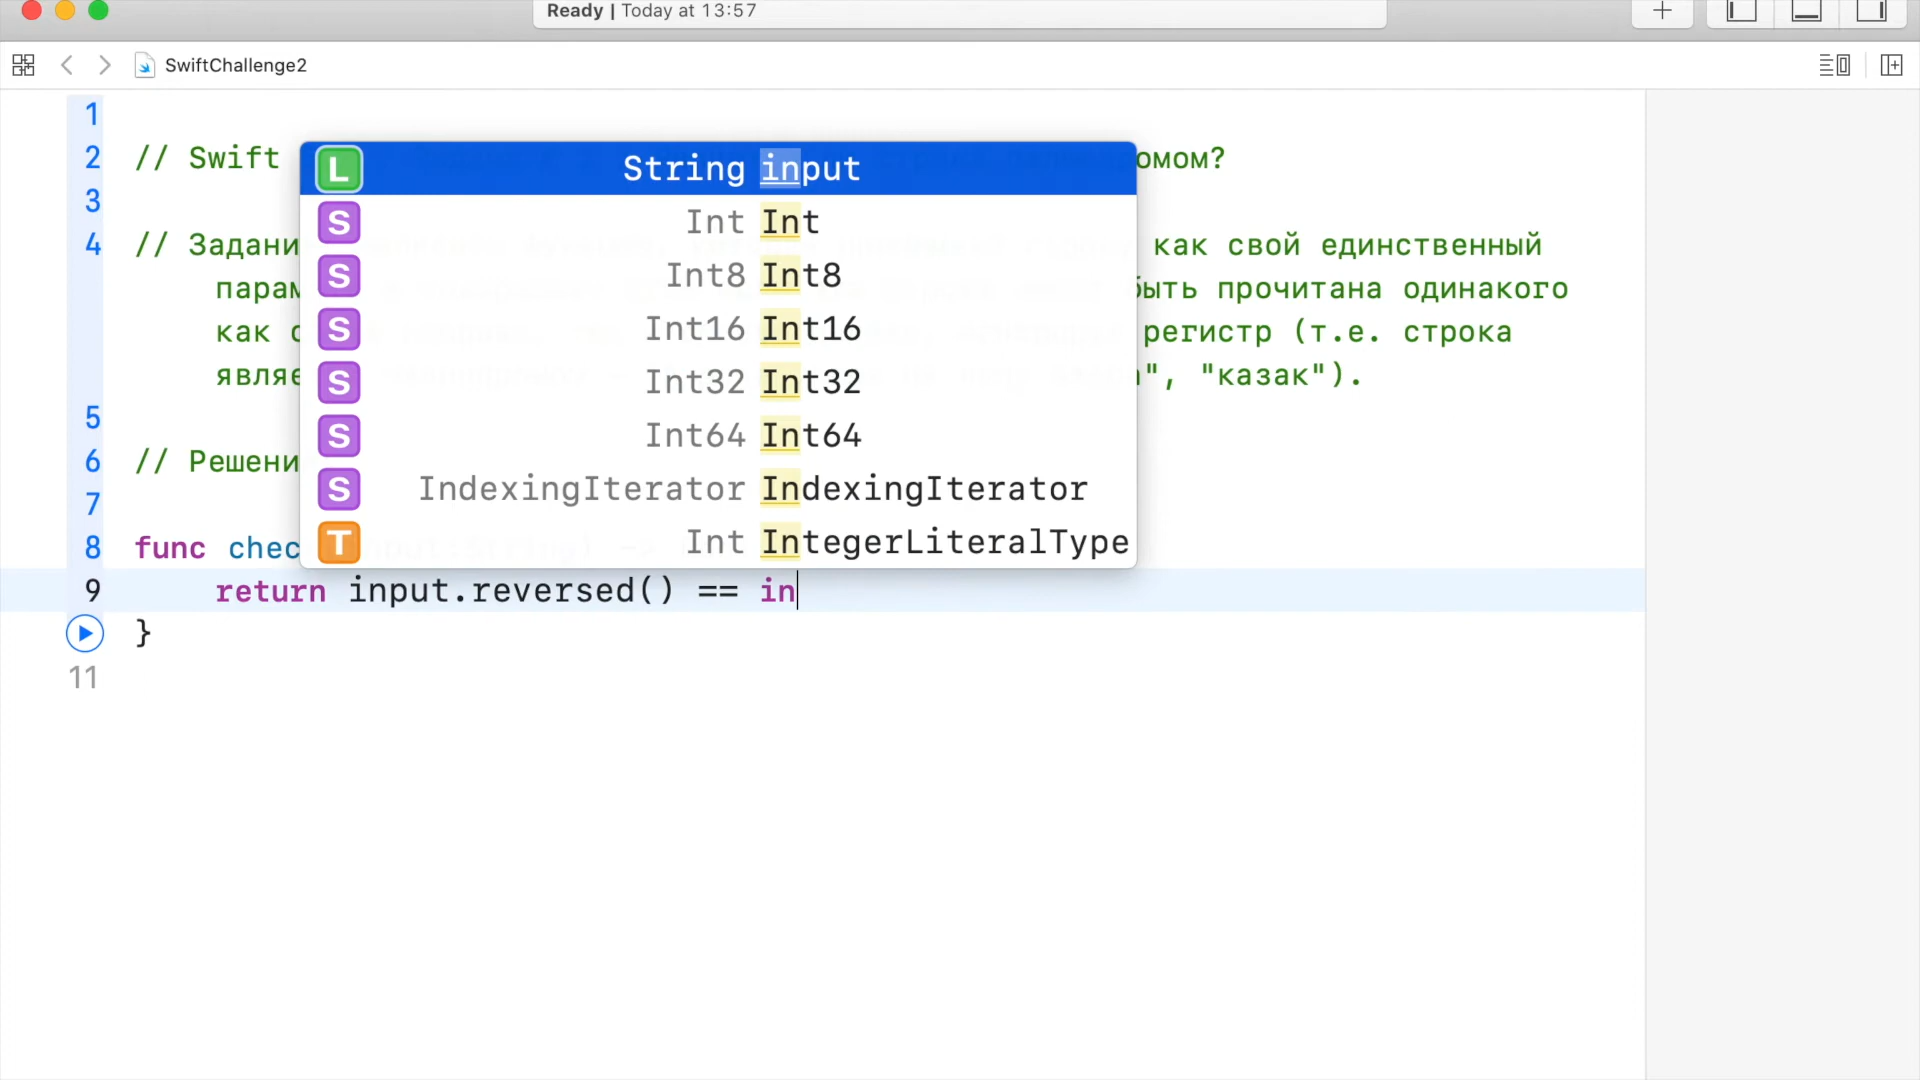 Ready | Today at 13:57
SwiftChallenge2
1
2 // Swift омом?
3
4 // Задани как свой единственный
парам быть прочитана одинакого
как с регистр (т.е. строка
являе ", "казак").
5
6 // Решени
7
8 func chec
9 return input.reversed() == in
}
11
L String input
S Int Int
S Int8 Int8
S Int16 Int16
S Int32 Int32
S Int64 Int64
S IndexingIterator IndexingIterator
T Int IntegerLiteralType